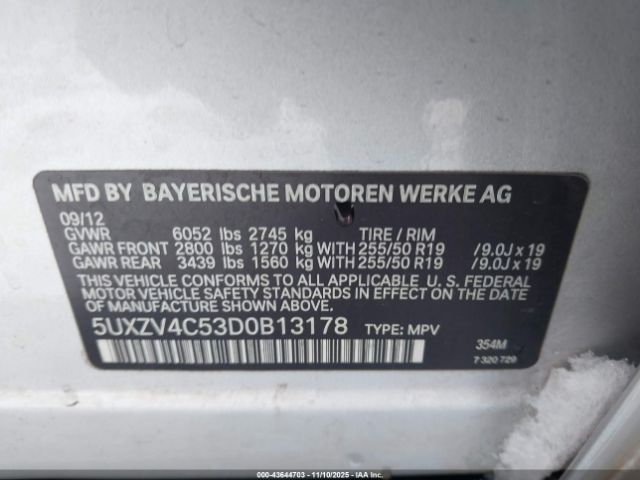 MFD BY BAYERISCHE MOTOREN WERKE AG
09/12
GVWR 6052 lbs 2745 kg TIRE / RIM
GAWR FRONT 2800 lbs 1270 kg WITH 255/50 R19 /9.0J x 19
GAWR REAR 3439 lbs 1560 kg WITH 255/50 R19 /9.0J x 19
THIS VEHICLE CONFORMS TO ALL APPLICABLE U. S. FEDERAL
MOTOR VEHICLE SAFETY STANDARDS IN EFFECT ON THE DATE
OF MANUFACTURE SHOWN ABOVE.
5UXZV4C53D0B13178 TYPE: MPV
354M
7 320 729
000-43644703 - 11/10/2025 - IAA Inc.